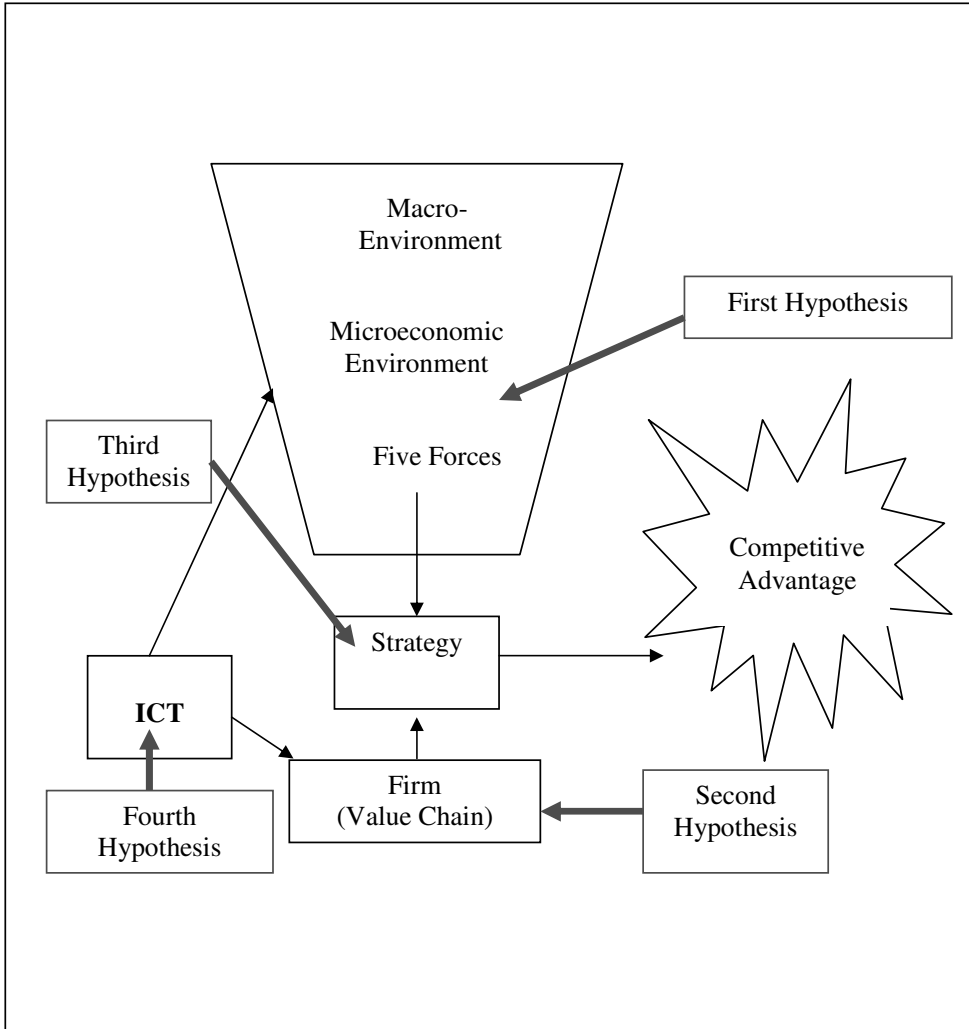 Macro-
Environment
First Hypothesis
Microeconomic
Environment
Third
Hypothesis
Five Forces
Competitive
Advantage
Strategy
ICT
Firm
(Value Chain)
Second
Hypothesis
Fourth
Hypothesis